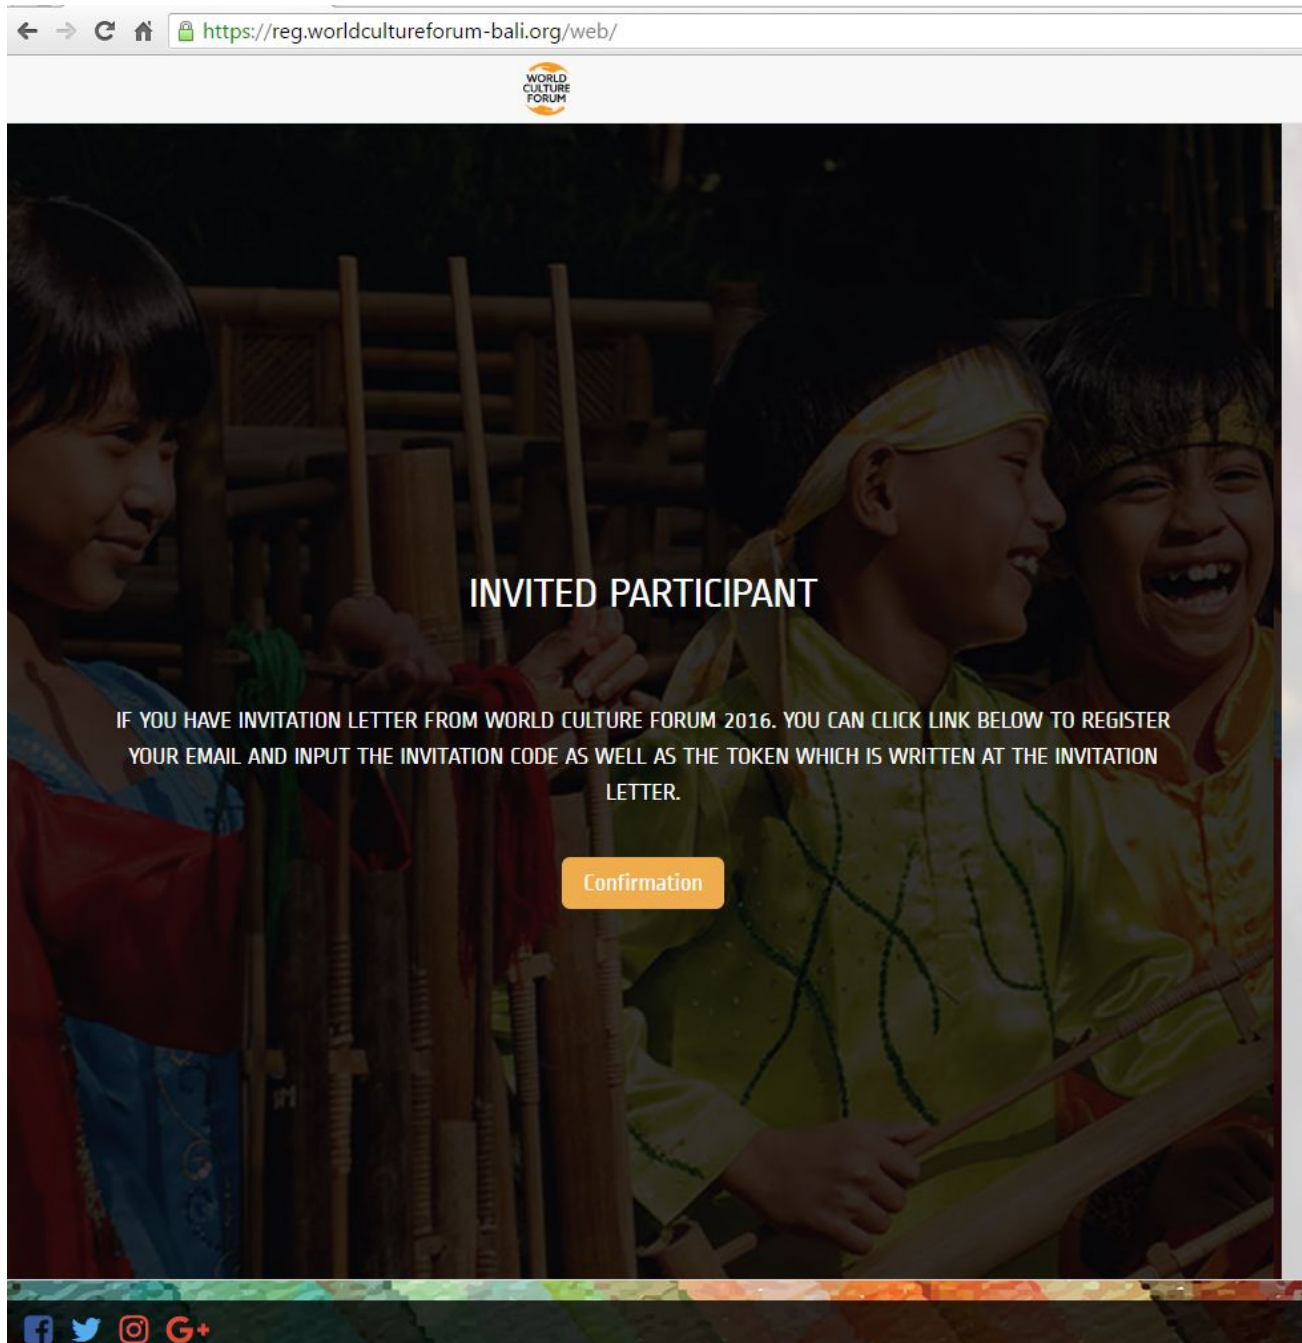 https://reg.worldcultureforum-bali.org/web/
WORLD
CULTURE
FORUM
INVITED PARTICIPANT
IF YOU HAVE INVITATION LETTER FROM WORLD CULTURE FORUM 2016. YOU CAN CLICK LINK BELOW TO REGISTER
YOUR EMAIL AND INPUT THE INVITATION CODE AS WELL AS THE TOKEN WHICH IS WRITTEN AT THE INVITATION
LETTER.
Confirmation
G+